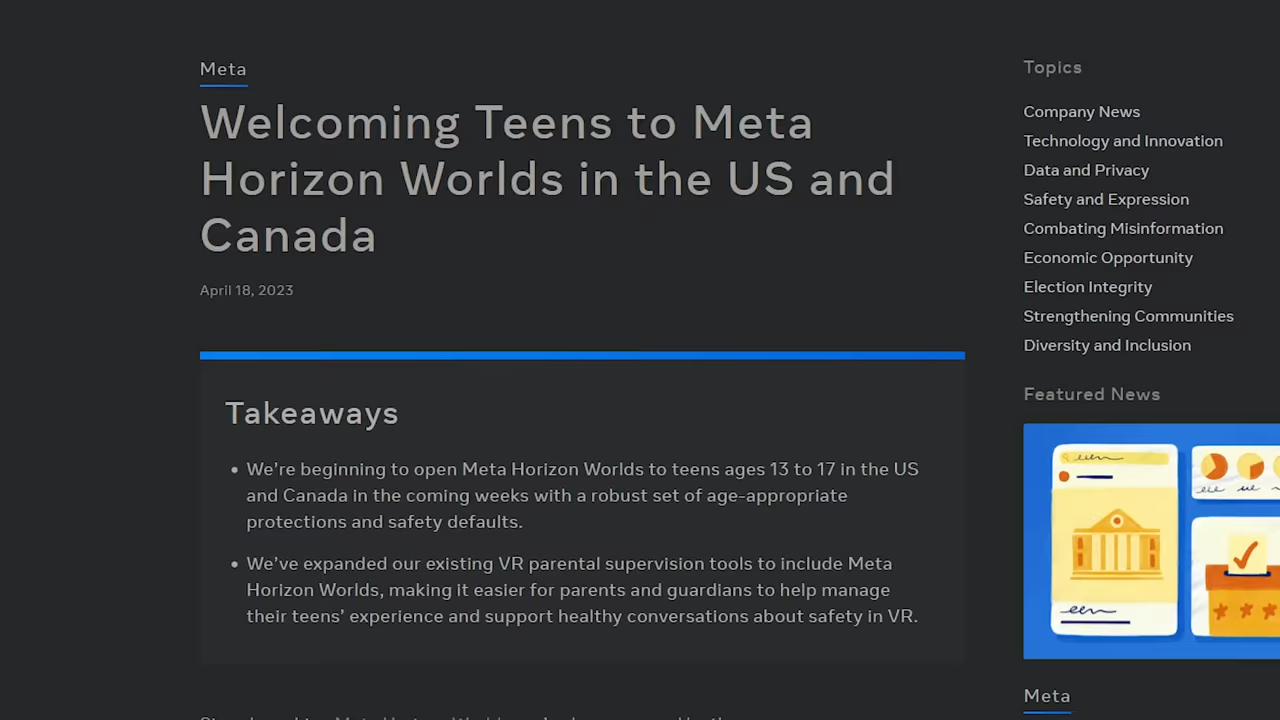 Meta
Welcoming Teens to Meta
Horizon Worlds in the US and
Canada
April 18, 2023
Takeaways
• We're beginning to open Meta Horizon Worlds to teens ages 13 to 17 in the US
and Canada in the coming weeks with a robust set of age-appropriate
protections and safety defaults.
• We've expanded our existing VR parental supervision tools to include Meta
Horizon Worlds, making it easier for parents and guardians to help manage
their teens' experience and support healthy conversations about safety in VR.
Topics
Company News
Technology and Innovation
Data and Privacy
Safety and Expression
Combating Misinformation
Economic Opportunity
Election Integrity
Strengthening Communities
Diversity and Inclusion
Featured News
Meta